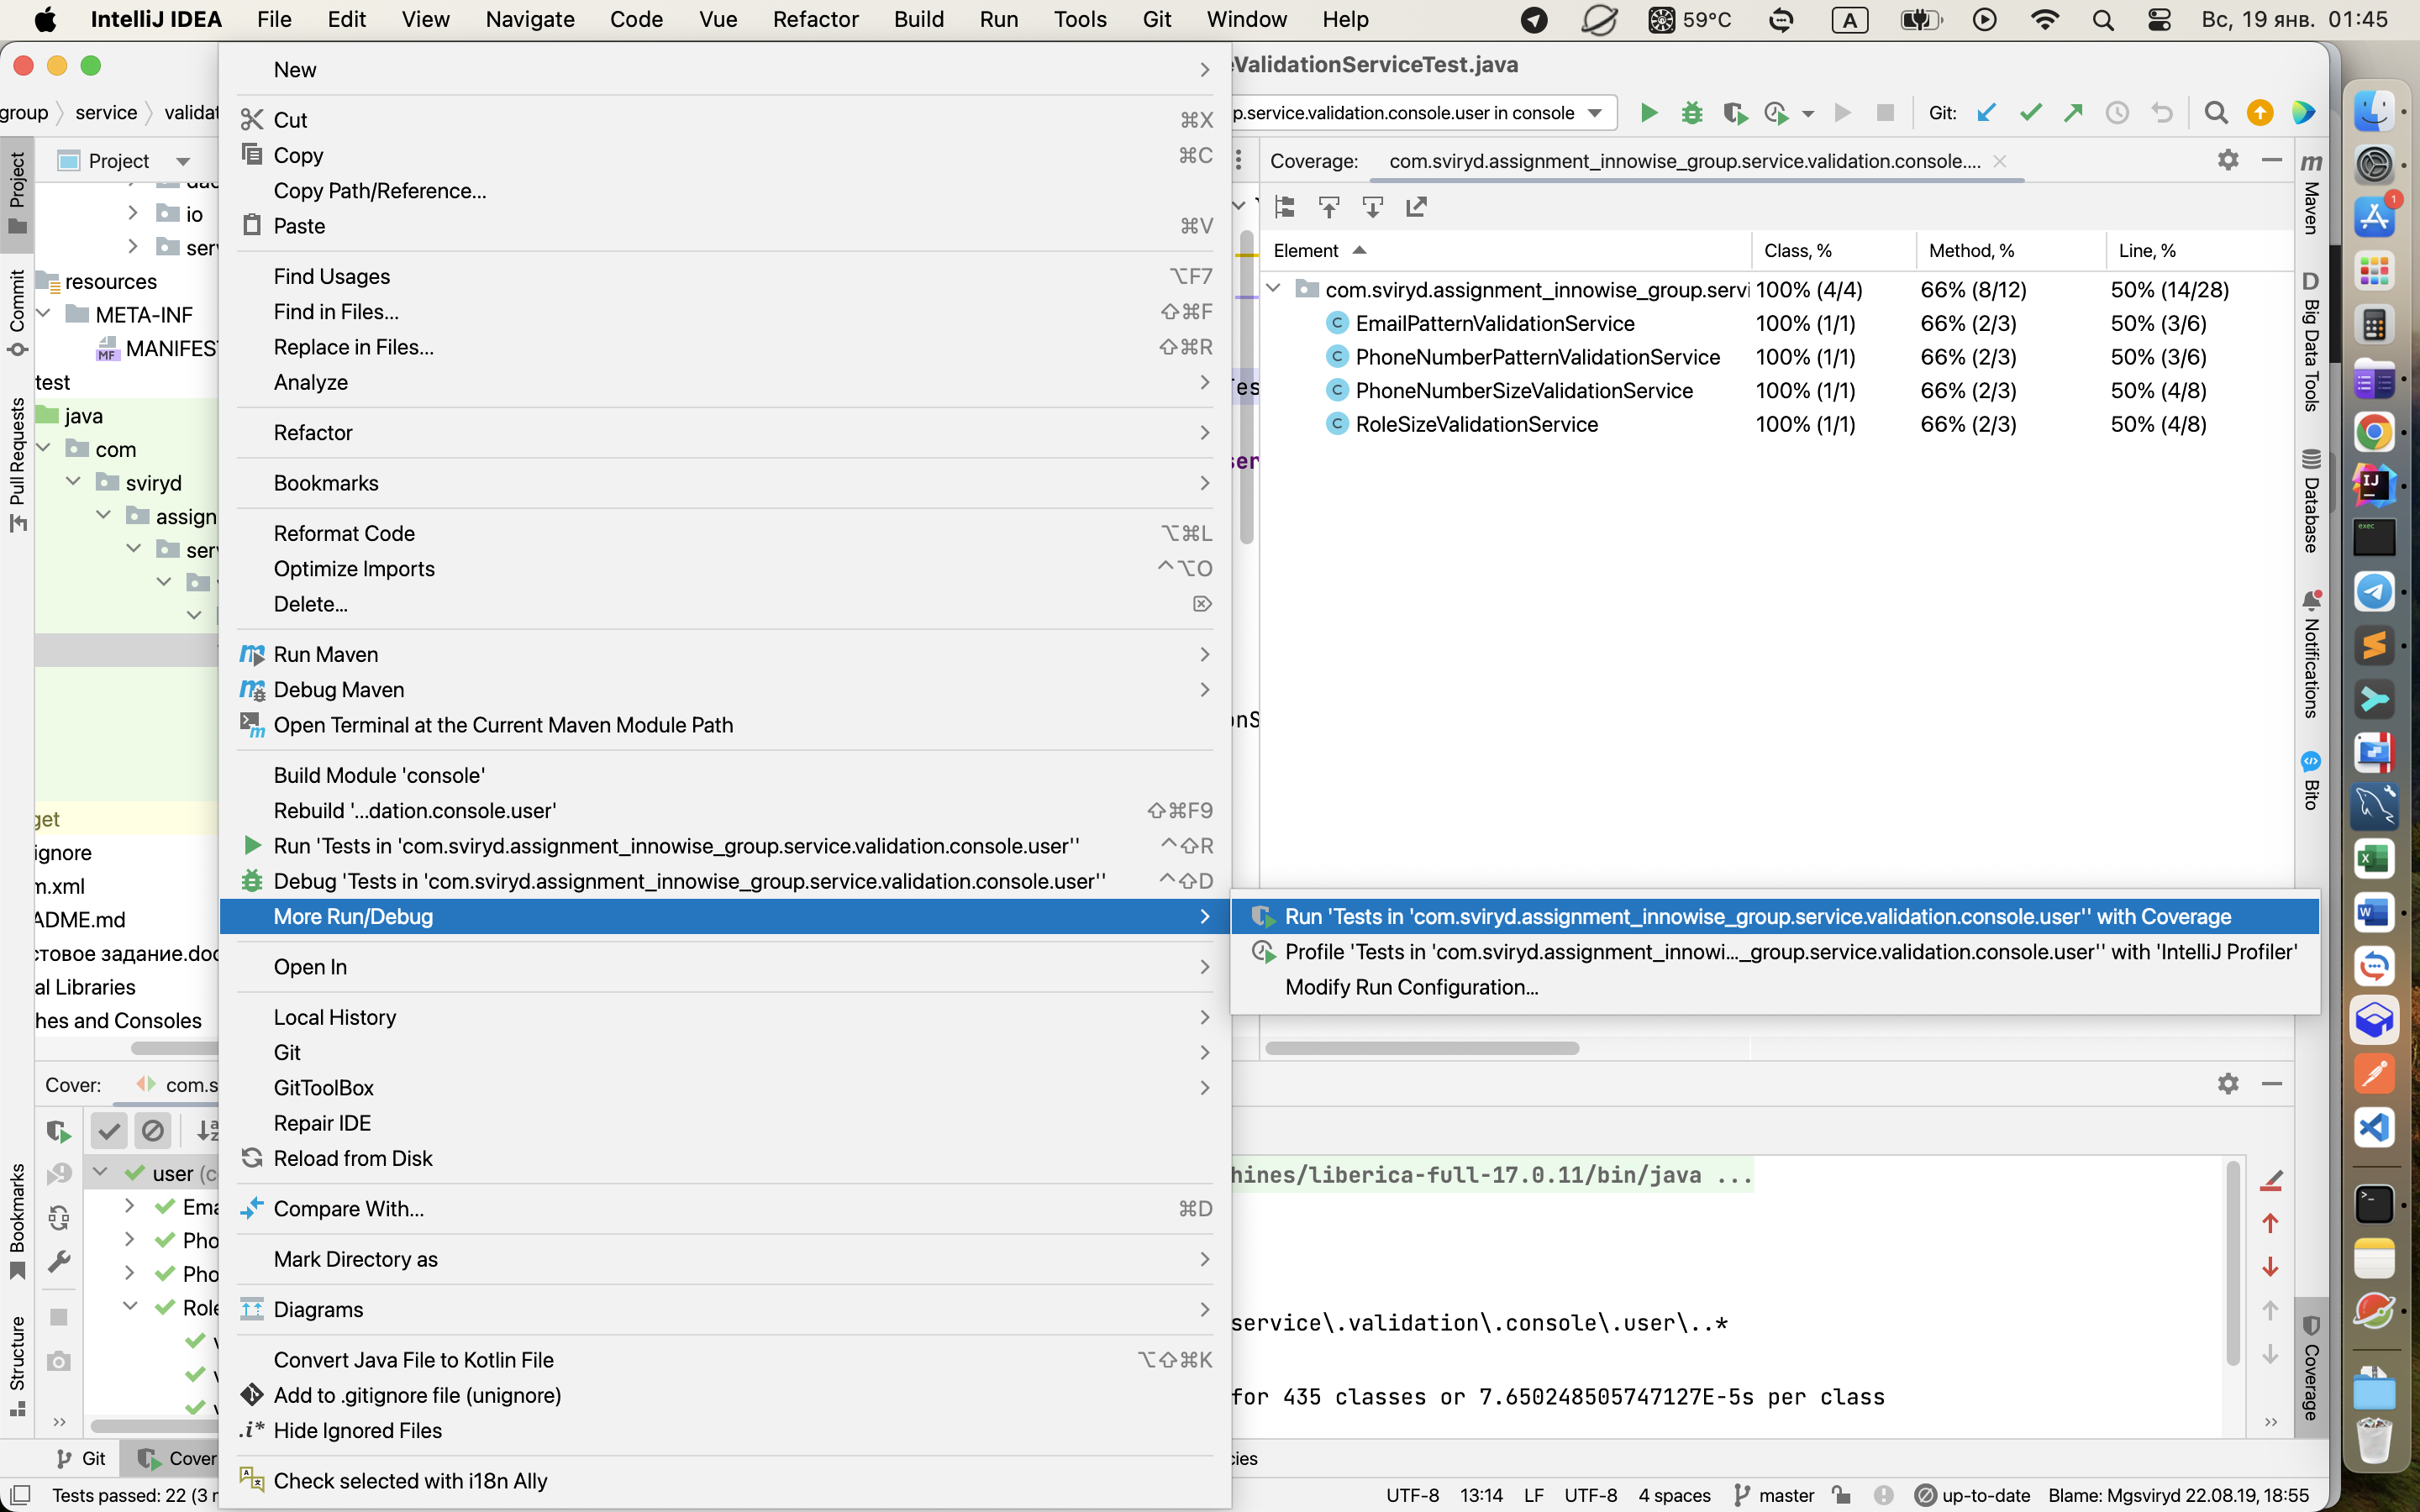 IntelliJ IDEA File Edit View Navigate Code Vue Refactor Build Run Tools Git Window Help 59°C A Вс, 19 янв. 01:45
ValidationServiceTest.java
group service validat
p.service.validation.console.user in console Git:
Project
io
resources
META-INF
MANIFEST
test
java
com
sviryd
assign
ser
get
ignore
m.xml
ADME.md
стовое задание.doc
al Libraries
hes and Consoles
Project
Commit
Pull Requests
Bookmarks
Structure
New
Cut ⌘X
Copy ⌘C
Copy Path/Reference...
Paste ⌘V
Find Usages ⌥F7
Find in Files... ⇧⌘F
Replace in Files... ⇧⌘R
Analyze
Refactor
Bookmarks
Reformat Code ⌥⌘L
Optimize Imports ^⌥O
Delete... ⌦
Run Maven
Debug Maven
Open Terminal at the Current Maven Module Path
Build Module 'console'
Rebuild '...dation.console.user' ⇧⌘F9
Run 'Tests in 'com.sviryd.assignment_innowise_group.service.validation.console.user'' ^⇧R
Debug 'Tests in 'com.sviryd.assignment_innowise_group.service.validation.console.user'' ^⇧D
More Run/Debug
Open In
Local History
Git
GitToolBox
Repair IDE
Reload from Disk
Compare With... ⌘D
Mark Directory as
Diagrams
Convert Java File to Kotlin File ⌥⇧⌘K
Add to .gitignore file (unignore)
Hide Ignored Files
Check selected with i18n Ally
Run 'Tests in 'com.sviryd.assignment_innowise_group.service.validation.console.user'' with Coverage
Profile 'Tests in 'com.sviryd.assignment_innowi..._group.service.validation.console.user'' with 'IntelliJ Profiler'
Modify Run Configuration...
Coverage: com.sviryd.assignment_innowise_group.service.validation.console....
Element Class, % Method, % Line, %
com.sviryd.assignment_innowise_group.servi 100% (4/4) 66% (8/12) 50% (14/28)
EmailPatternValidationService 100% (1/1) 66% (2/3) 50% (3/6)
PhoneNumberPatternValidationService 100% (1/1) 66% (2/3) 50% (3/6)
PhoneNumberSizeValidationService 100% (1/1) 66% (2/3) 50% (4/8)
RoleSizeValidationService 100% (1/1) 66% (2/3) 50% (4/8)
Maven
Big Data Tools
Database
Notifications
Bito
Coverage
Cover: com.s
user (c
Ema
Pho
Pho
Role
hines/liberica-full-17.0.11/bin/java ...
service\.validation\.console\.user\..*
for 435 classes or 7.650248505747127E-5s per class
Git Cover cies
Tests passed: 22 (3 m UTF-8 13:14 LF UTF-8 4 spaces master up-to-date Blame: Mgsviryd 22.08.19, 18:55